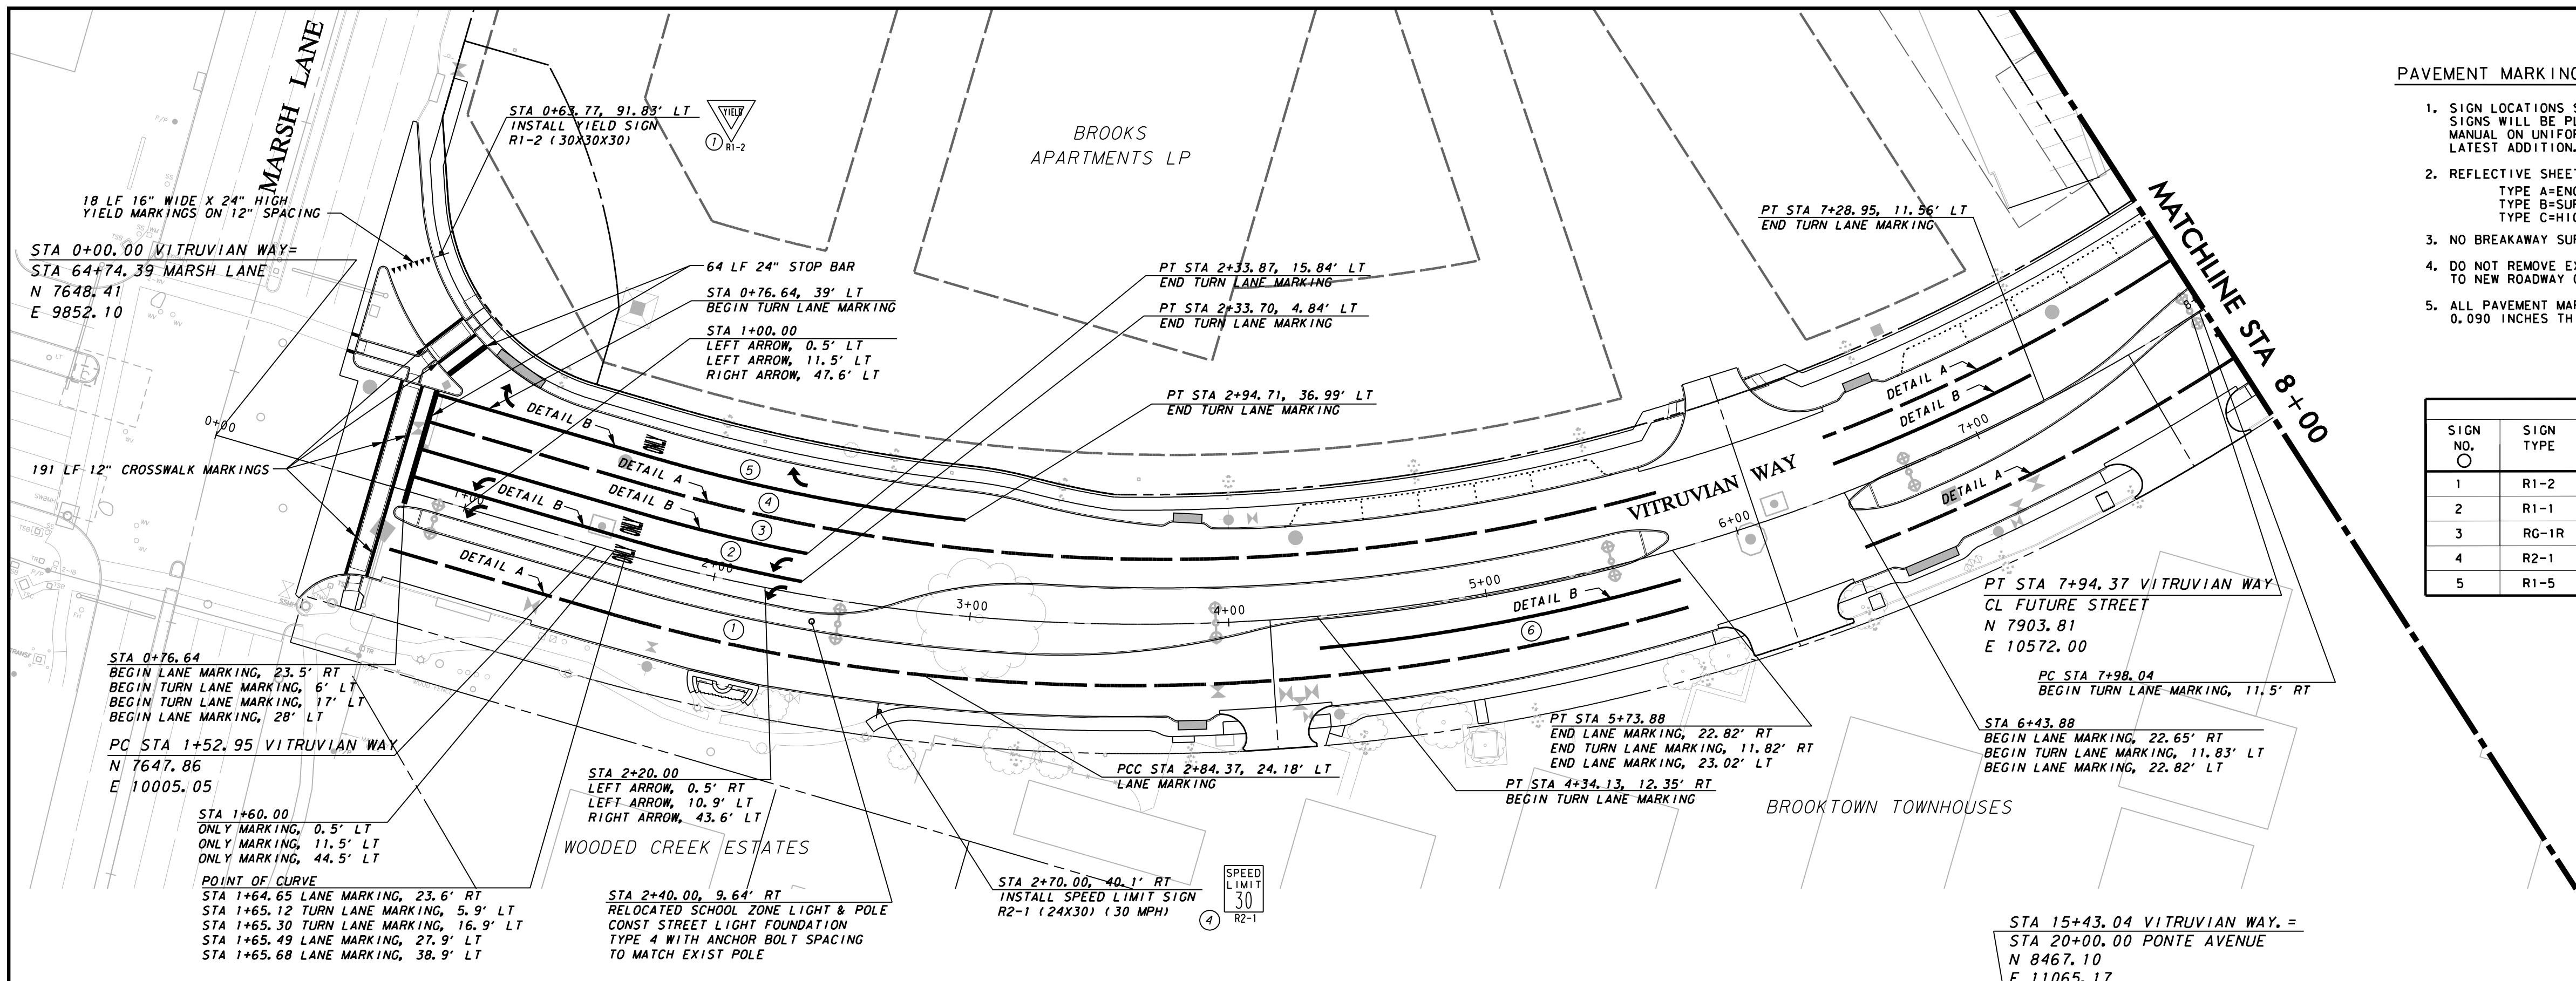 MARSH LANE
STA 0+63.77, 91.83' LT
INSTALL YIELD SIGN
R1-2 (30X30X30)
YIELD
1
R1-2
BROOKS
APARTMENTS LP
18 LF 16" WIDE X 24" HIGH
YIELD MARKINGS ON 12" SPACING
STA 0+00.00 VITRUVIAN WAY=
STA 64+74.39 MARSH LANE
N 7648.41
E 9852.10
64 LF 24" STOP BAR
STA 0+76.64, 39' LT
BEGIN TURN LANE MARKING
STA 1+00.00
LEFT ARROW, 0.5' LT
LEFT ARROW, 11.5' LT
RIGHT ARROW, 47.6' LT
PT STA 2+33.87, 15.84' LT
END TURN LANE MARKING
PT STA 2+33.70, 4.84' LT
END TURN LANE MARKING
PT STA 2+94.71, 36.99' LT
END TURN LANE MARKING
PT STA 7+28.95, 11.56' LT
END TURN LANE MARKING
MATCHLINE STA 8+00
0+00
191 LF 12" CROSSWALK MARKINGS
DETAIL B
ONLY
5
DETAIL A
4
DETAIL B
3
1+00
DETAIL B
ONLY
2
ONLY
2+00
DETAIL A
1
3+00
4+00
5+00
DETAIL B
6
VITRUVIAN WAY
6+00
7+00
DETAIL A
DETAIL B
DETAIL A
STA 0+76.64
BEGIN LANE MARKING, 23.5' RT
BEGIN TURN LANE MARKING, 6' LT
BEGIN TURN LANE MARKING, 17' LT
BEGIN LANE MARKING, 28' LT
PC STA 1+52.95 VITRUVIAN WAY
N 7647.86
E 10005.05
STA 1+60.00
ONLY MARKING, 0.5' LT
ONLY MARKING, 11.5' LT
ONLY MARKING, 44.5' LT
POINT OF CURVE
STA 1+64.65 LANE MARKING, 23.6' RT
STA 1+65.12 TURN LANE MARKING, 5.9' LT
STA 1+65.30 TURN LANE MARKING, 16.9' LT
STA 1+65.49 LANE MARKING, 27.9' LT
STA 1+65.68 LANE MARKING, 38.9' LT
STA 2+20.00
LEFT ARROW, 0.5' RT
LEFT ARROW, 10.9' LT
RIGHT ARROW, 43.6' LT
WOODED CREEK ESTATES
STA 2+40.00, 9.64' RT
RELOCATED SCHOOL ZONE LIGHT & POLE
CONST STREET LIGHT FOUNDATION
TYPE 4 WITH ANCHOR BOLT SPACING
TO MATCH EXIST POLE
STA 2+70.00, 40.1' RT
INSTALL SPEED LIMIT SIGN
R2-1 (24X30) (30 MPH)
4
SPEED
LIMIT
30
R2-1
PCC STA 2+84.37, 24.18' LT
LANE MARKING
PT STA 4+34.13, 12.35' RT
BEGIN TURN LANE MARKING
PT STA 5+73.88
END LANE MARKING, 22.82' RT
END TURN LANE MARKING, 11.82' RT
END LANE MARKING, 23.02' LT
BROOKTOWN TOWNHOUSES
PT STA 7+94.37 VITRUVIAN WAY
CL FUTURE STREET
N 7903.81
E 10572.00
PC STA 7+98.04
BEGIN TURN LANE MARKING, 11.5' RT
STA 6+43.88
BEGIN LANE MARKING, 22.65' RT
BEGIN TURN LANE MARKING, 11.83' LT
BEGIN LANE MARKING, 22.82' LT
STA 15+43.04 VITRUVIAN WAY.=
STA 20+00.00 PONTE AVENUE
N 8467.10
E 11065.17
PAVEMENT MARKING
1. SIGN LOCATIONS
SIGNS WILL BE
MANUAL ON
LATEST ADDITION.
2. REFLECTIVE
TYPE
TYPE
TYPE
3. NO BREAKAWAY
4. DO NOT REMOVE
TO NEW ROADWAY
5. ALL PAVEMENT
0.090 INCHES
SIGN NO. SIGN TYPE
1 R1-2
2 R1-1
3 RG-1R
4 R2-1
5 R1-5